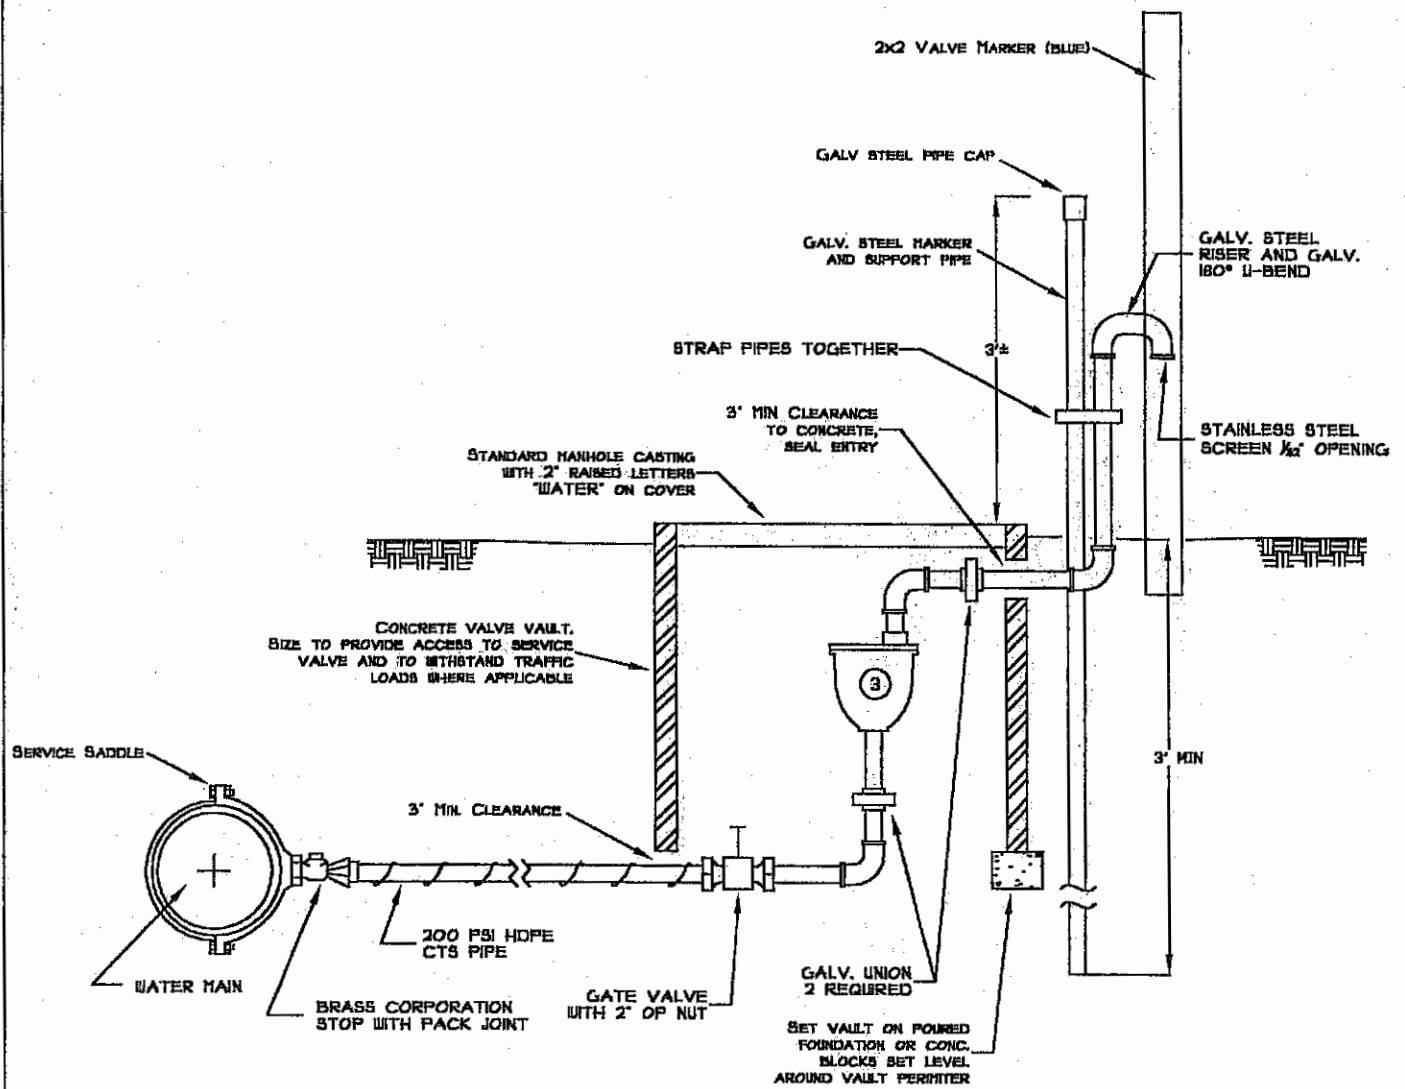 2x2 VALVE MARKER (BLUE)
GALV STEEL PIPE CAP
GALV. STEEL MARKER
AND SUPPORT PIPE
GALV. STEEL
RISER AND GALV.
180° U-BEND
STRAP PIPES TOGETHER
3'±
3" MIN CLEARANCE
TO CONCRETE,
SEAL ENTRY
STAINLESS STEEL
SCREEN 1/32" OPENING
STANDARD MANHOLE CASTING
WITH 2" RAISED LETTERS
"WATER" ON COVER
CONCRETE VALVE VAULT.
SIZE TO PROVIDE ACCESS TO SERVICE
VALVE AND TO WITHSTAND TRAFFIC
LOADS WHERE APPLICABLE
3
SERVICE SADDLE
3' MIN
3" MIN. CLEARANCE
200 PSI HDPE
CTS PIPE
WATER MAIN
BRASS CORPORATION
STOP WITH PACK JOINT
GATE VALVE
WITH 2" OP NUT
GALV. UNION
2 REQUIRED
SET VAULT ON POURED
FOUNDATION OR CONC.
BLOCKS SET LEVEL
AROUND VAULT PERIMITER